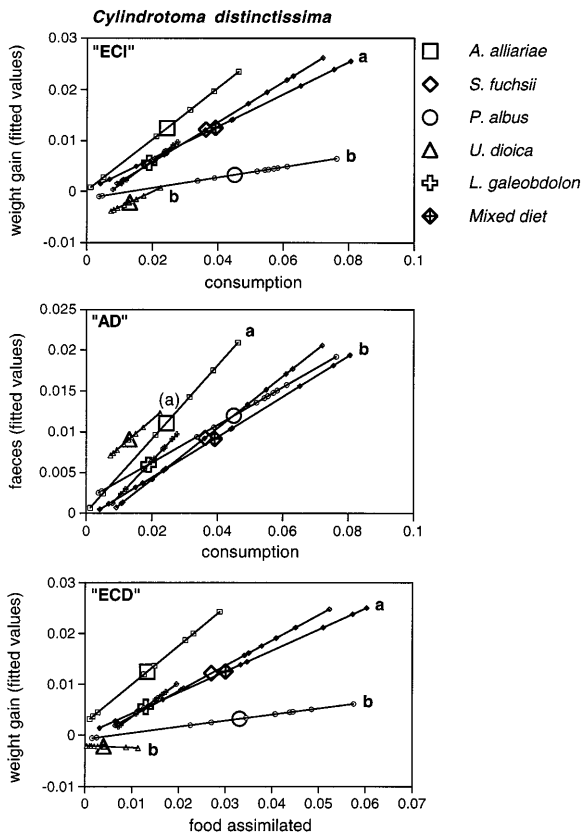 Cylindrotoma distinctissima
"ECI"
weight gain (fitted values)
0.03
0.02
0.01
0
-0.01
a
b
b
0
0.02
0.04
0.06
0.08
0.1
consumption
A. alliariae
S. fuchsii
P. albus
U. dioica
L. galeobdolon
Mixed diet
"AD"
faeces (fitted values)
0.025
0.02
0.015
0.01
0.005
0
a
(a)
b
0
0.02
0.04
0.06
0.08
0.1
consumption
"ECD"
weight gain (fitted values)
0.03
0.02
0.01
0
-0.01
a
b
b
0
0.01
0.02
0.03
0.04
0.05
0.06
0.07
food assimilated